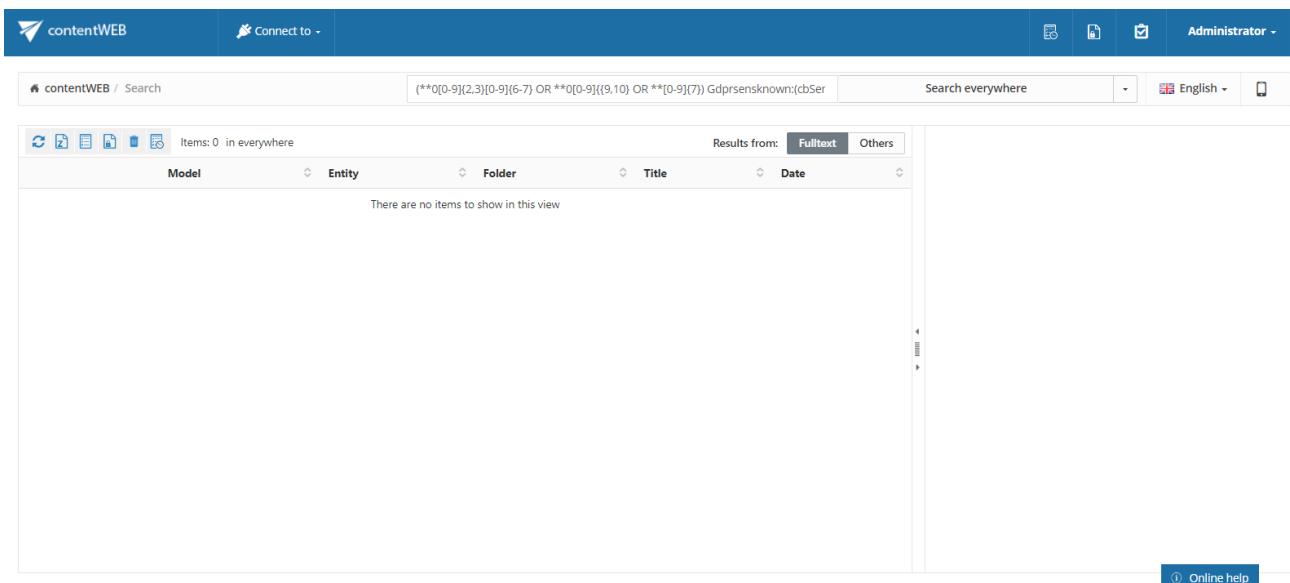 contentWEB Connect to Administrator
contentWEB / Search (**0[0-9]{2,3}[0-9]{6-7} OR **0[0-9]{{9,10} OR **[0-9]{7}) Gdprsensknown:(cbSer Search everywhere English
Items: 0 in everywhere Results from: Fulltext Others
Model Entity Folder Title Date
There are no items to show in this view
Online help